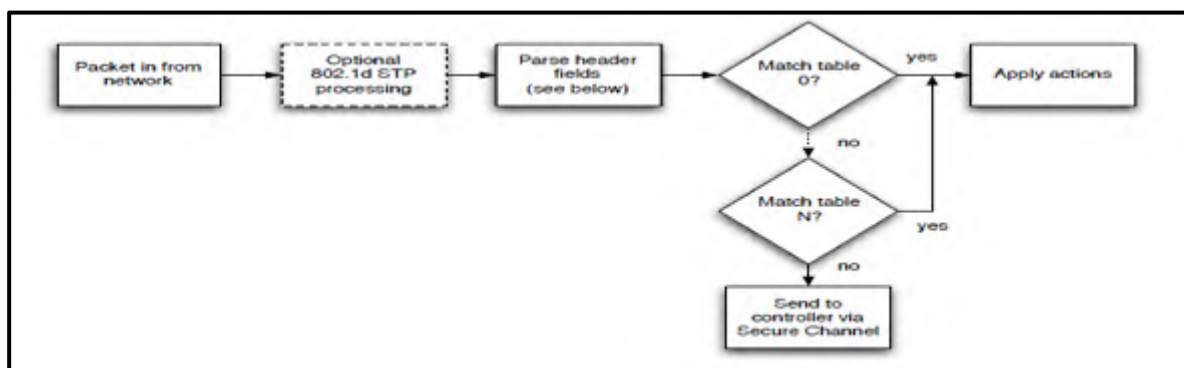 Packet in from
network
Optional
802.1d STP
processing
Parse header
fields
(see below)
Match table
0?
yes
Apply actions
no
Match table
N?
yes
no
Send to
controller via
Secure Channel